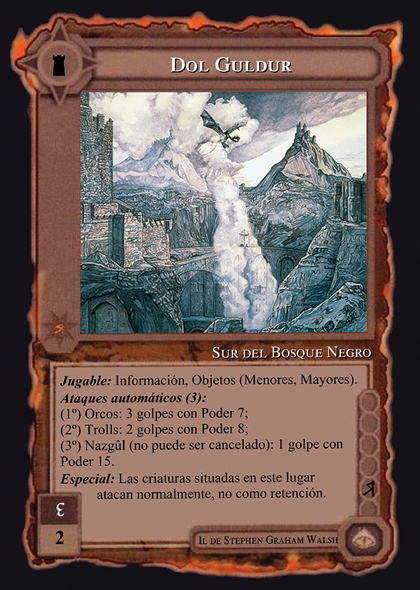 Dol Guldur
Sur del Bosque Negro
Jugable: Información, Objetos (Menores, Mayores).
Ataques automáticos (3):
(1º) Orcos: 3 golpes con Poder 7;
(2º) Trolls: 2 golpes con Poder 8;
(3º) Nazgûl (no puede ser cancelado): 1 golpe con
Poder 15.
Especial: Las criaturas situadas en este lugar
atacan normalmente, no como retención.
2
Il de Stephen Graham Walsh